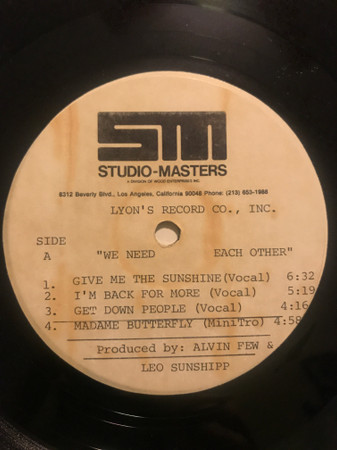 SM
STUDIO-MASTERS
A DIVISION OF WOOD ENTERPRISES INC.
8312 Beverly Blvd., Los Angeles, California 90048 Phone: (213) 653-1988
LYON'S RECORD CO., INC.
SIDE
A "WE NEED EACH OTHER"
1. GIVE ME THE SUNSHINE(Vocal) 6:32
2. I'M BACK FOR MORE (Vocal) 5:19
3. GET DOWN PEOPLE (Vocal) 4:16
4. MADAME BUTTERFLY (MiniTro) 4:58
Produced by: ALVIN FEW &
LEO SUNSHIPP